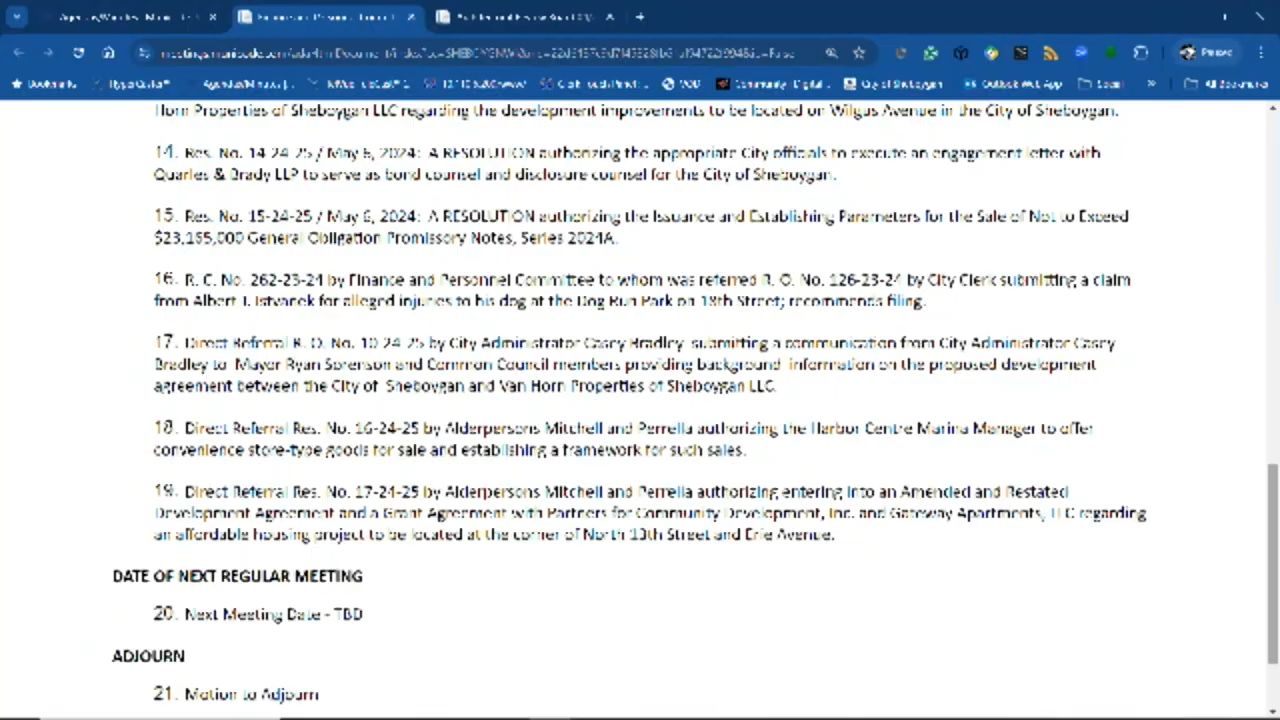 Horn Properties of Sheboygan LLC regarding the development improvements to be located on Wilgus Avenue in the City of Sheboygan.
14. Res. No. 14-24-25 / May 6, 2024: A RESOLUTION authorizing the appropriate City officials to execute an engagement letter with
Quarles & Brady LLP to serve as bond counsel and disclosure counsel for the City of Sheboygan.
15. Res. No. 15-24-25 / May 6, 2024: A RESOLUTION authorizing the Issuance and Establishing Parameters for the Sale of Not to Exceed
General Obligation Promissory Notes, Series 2024A.
16. R. C. No. 262-23-24 by Finance and Personnel Committee to whom was referred R. O. No. 126-23-24 by City Clerk submitting a claim
from Albert T. Istvanek for alleged injuries to his dog at the Dog Run Park on 18th Street; recommends filing.
17. Direct Referral R. O. No. 10-24-25 by City Administrator Casey Bradley submitting a communication from City Administrator Casey
Bradley to Mayor Ryan Sorenson and Common Council members providing background information on the proposed development
agreement between the City of Sheboygan and Van Horn Properties of Sheboygan LLC.
18. Direct Referral Res. No. 16-24-25 by Alderpersons Mitchell and Perrella authorizing the Harbor Centre Marina Manager to offer
convenience store-type goods for sale and establishing a framework for such sales.
19. Direct Referral Res. No. 17-24-25 by Alderpersons Mitchell and Perrella authorizing entering into an Amended and Restated
Development Agreement and a Grant Agreement with Partners for Community Development, Inc. and Gateway Apartments, LLC regarding
an affordable housing project to be located at the corner of North 13th Street and Erie Avenue.
DATE OF NEXT REGULAR MEETING
20. Next Meeting Date - TBD
ADJOURN
21. Motion to Adjourn